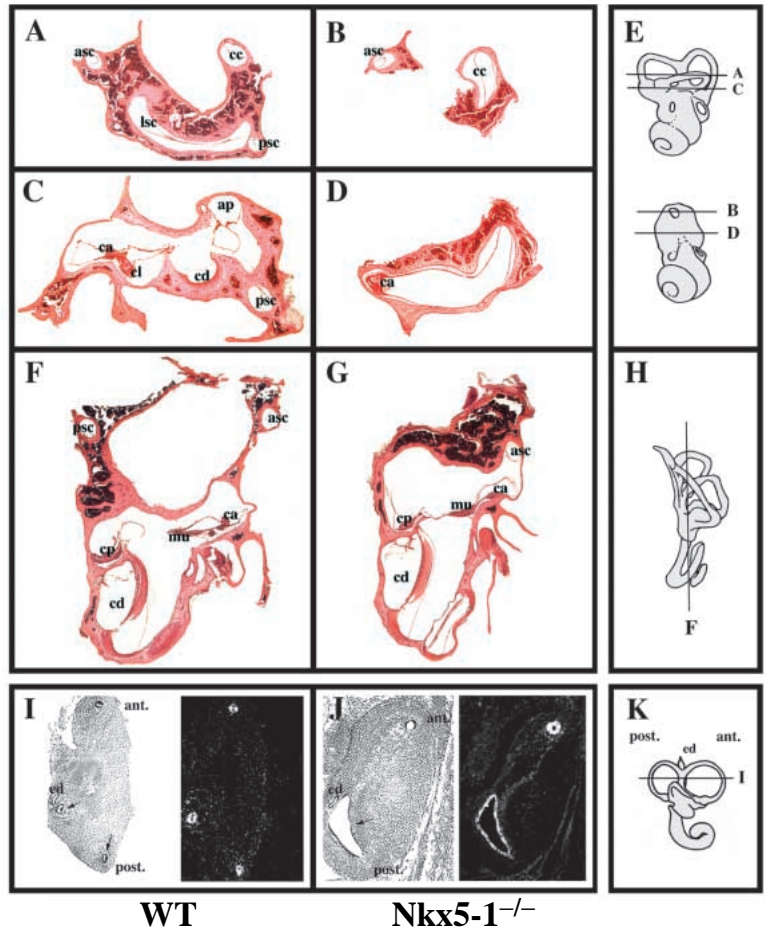 A
asc
cc
lsc
psc
B
asc
cc
E
A
C
B
D
C
ap
ca
cl
cd
psc
D
ca
F
psc
asc
ca
mu
cp
cd
G
asc
ca
mu
cp
cd
H
F
I
ant.
ed
post.
J
ant.
ed
post.
K
post.
ed
ant.
I
WT
Nkx5-1⁻/⁻